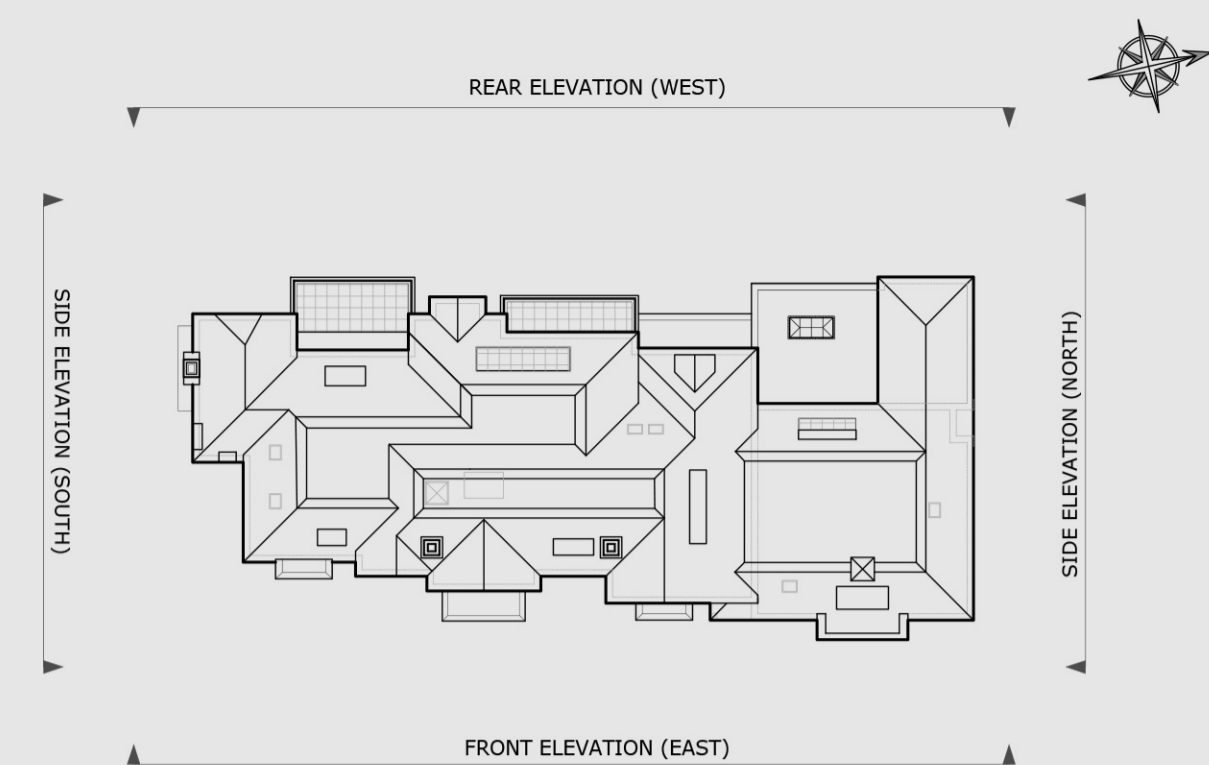 REAR ELEVATION (WEST)
SIDE ELEVATION (SOUTH)
SIDE ELEVATION (NORTH)
FRONT ELEVATION (EAST)